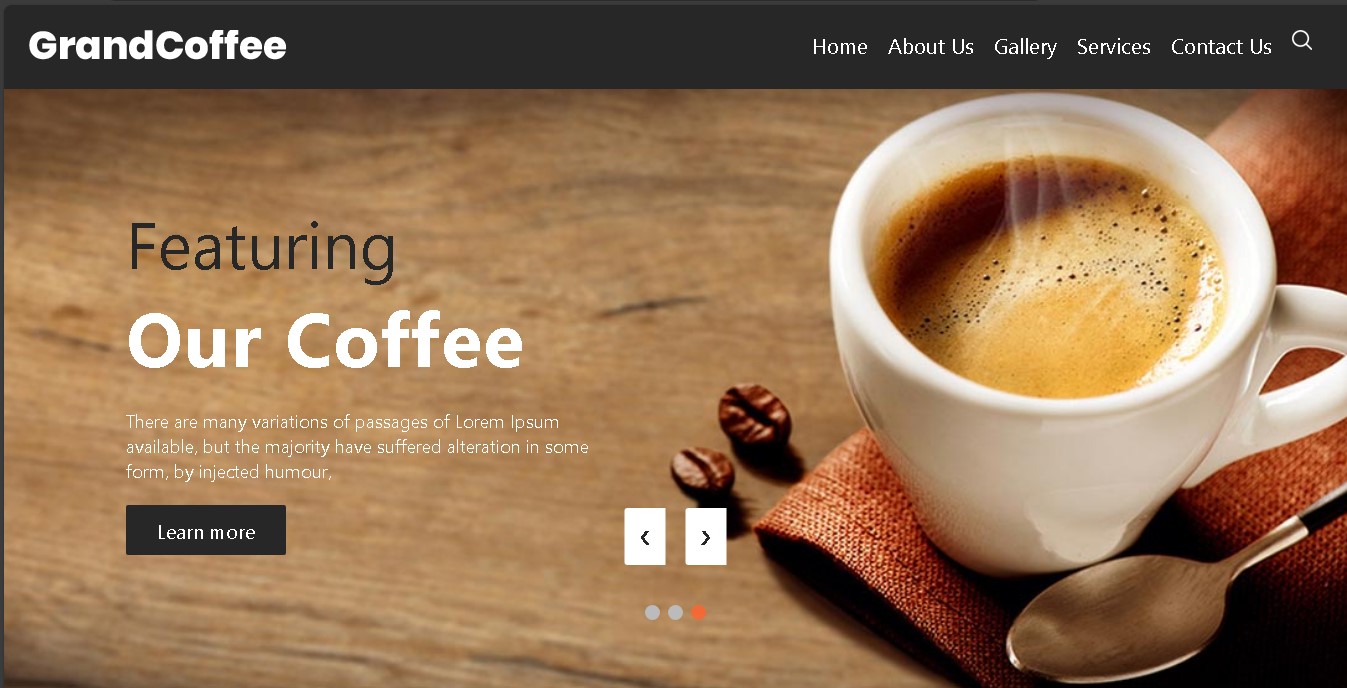 GrandCoffee
Home About Us Gallery Services Contact Us
Featuring
Our Coffee
There are many variations of passages of Lorem Ipsum
available, but the majority have suffered alteration in some
form, by injected humour,
Learn more